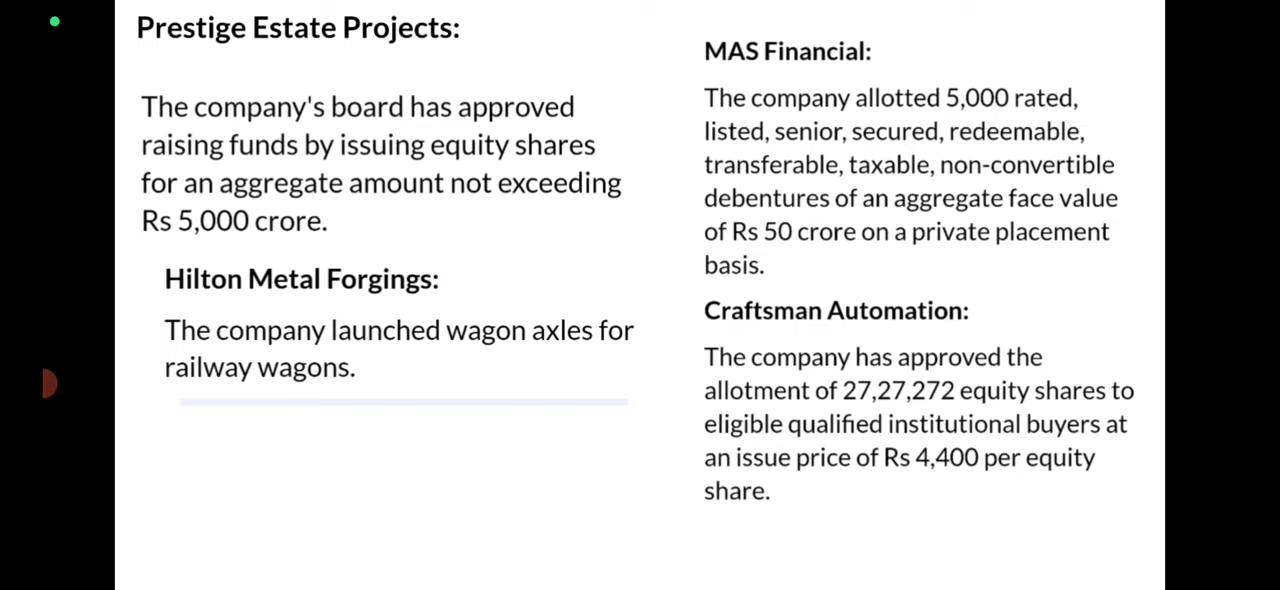 Prestige Estate Projects:
The company's board has approved
raising funds by issuing equity shares
for an aggregate amount not exceeding
Rs 5,000 crore.
Hilton Metal Forgings:
The company launched wagon axles for
railway wagons.
MAS Financial:
The company allotted 5,000 rated,
listed, senior, secured, redeemable,
transferable, taxable, non-convertible
debentures of an aggregate face value
of Rs 50 crore on a private placement
basis.
Craftsman Automation:
The company has approved the
allotment of 27,27,272 equity shares to
eligible qualified institutional buyers at
an issue price of Rs 4,400 per equity
share.